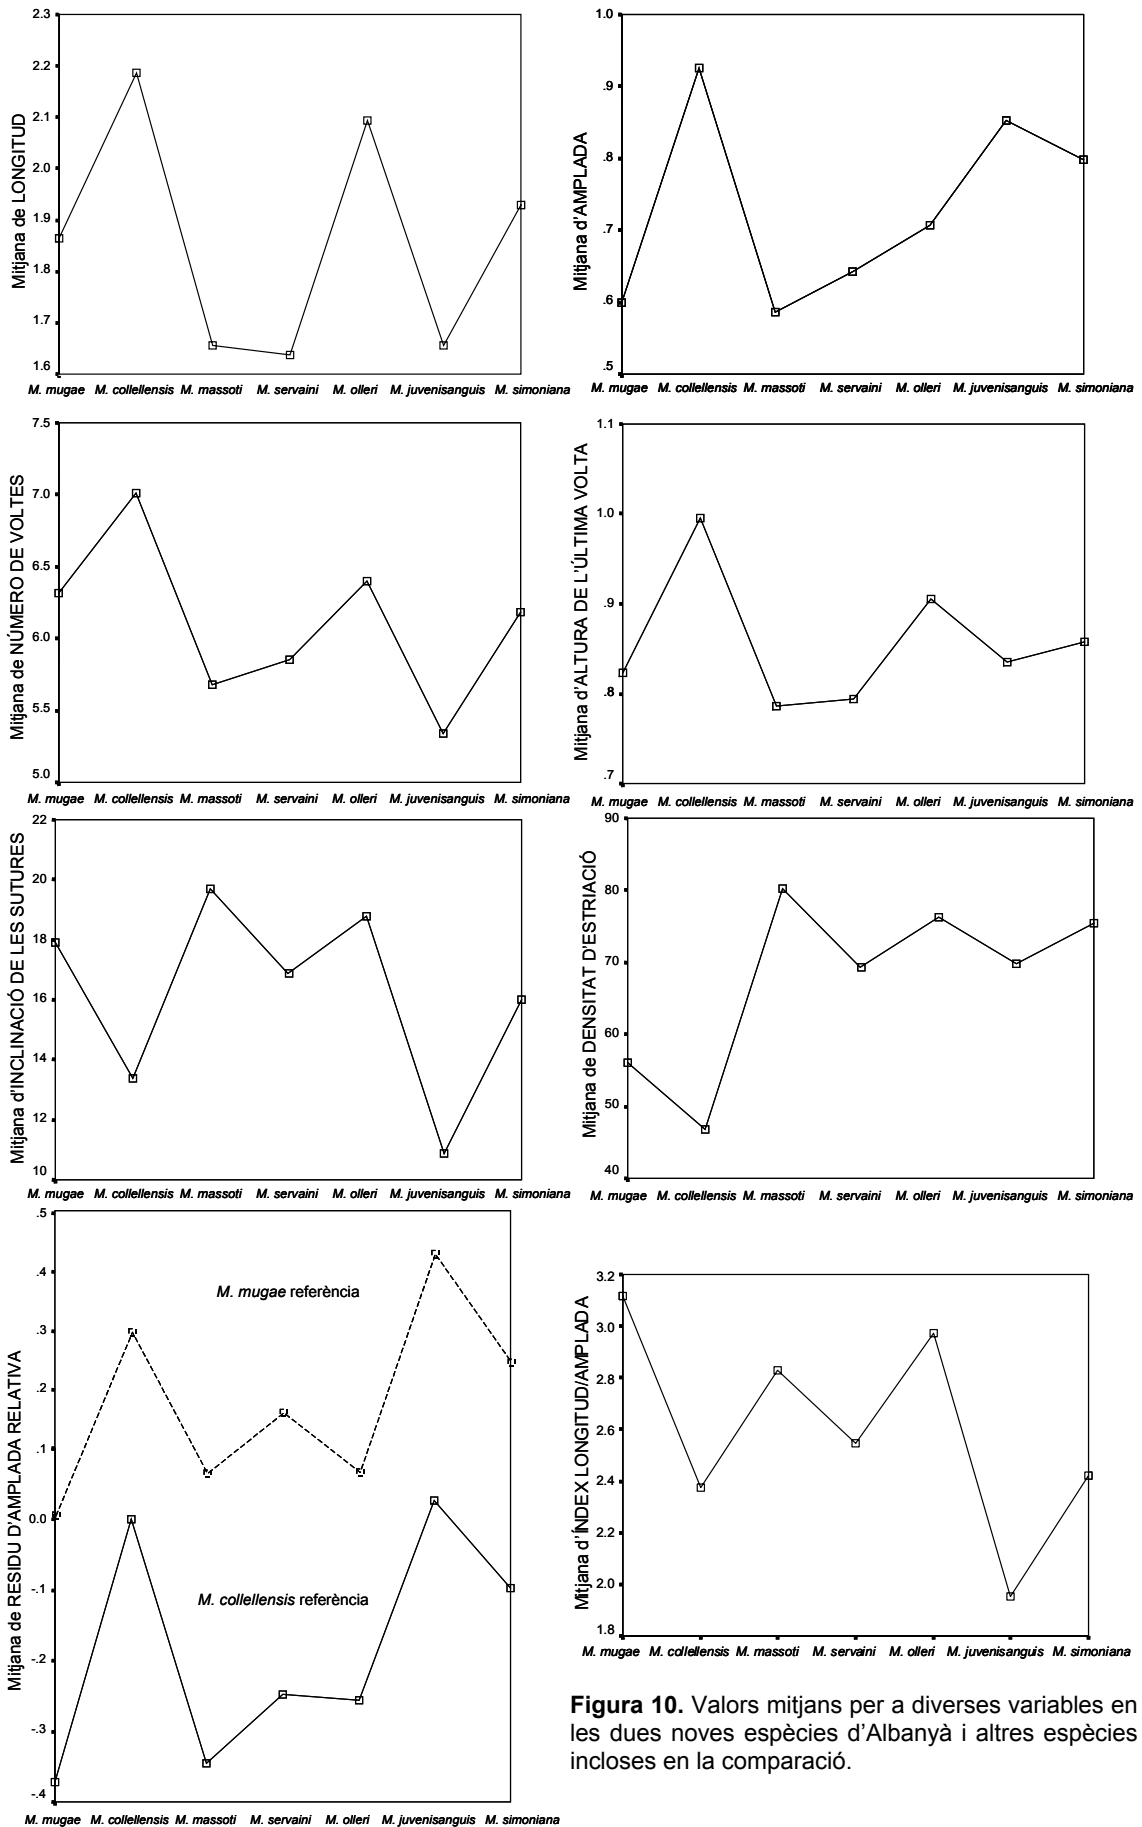 Mitjana de LONGITUD
2.3
2.2
2.1
2.0
1.9
1.8
1.7
1.6
M. mugae M. collellensis M. massoti M. servaini M. olleri M. juvenisanguis M. simoniana
Mitjana d'AMPLADA
1.0
.9
.8
.7
.6
.5
M. mugae M. collellensis M. massoti M. servaini M. olleri M. juvenisanguis M. simoniana
Mitjana de NÚMERO DE VOLTES
7.5
7.0
6.5
6.0
5.5
5.0
M. mugae M. collellensis M. massoti M. servaini M. olleri M. juvenisanguis M. simoniana
Mitjana d'ALTURA DE L'ÚLTIMA VOLTA
1.1
1.0
.9
.8
.7
M. mugae M. collellensis M. massoti M. servaini M. olleri M. juvenisanguis M. simoniana
Mitjana d'INCLINACIÓ DE LES SUTURES
22
20
18
16
14
12
10
M. mugae M. collellensis M. massoti M. servaini M. olleri M. juvenisanguis M. simoniana
Mitjana de DENSITAT D'ESTRIACIÓ
90
80
70
60
50
40
M. mugae M. collellensis M. massoti M. servaini M. olleri M. juvenisanguis M. simoniana
Mitjana de RESIDU D'AMPLADA RELATIVA
.5
.4
.3
.2
.1
0.0
-.1
-.2
-.3
-.4
M. mugae referència
M. collellensis referència
M. mugae M. collellensis M. massoti M. servaini M. olleri M. juvenisanguis M. simoniana
Mitjana d'ÍNDEX LONGITUD/AMPLADA
3.2
3.0
2.8
2.6
2.4
2.2
2.0
1.8
M. mugae M. collellensis M. massoti M. servaini M. olleri M. juvenisanguis M. simoniana
Figura 10. Valors mitjans per a diverses variables en
les dues noves espècies d'Albanyà i altres espècies
incloses en la comparació.